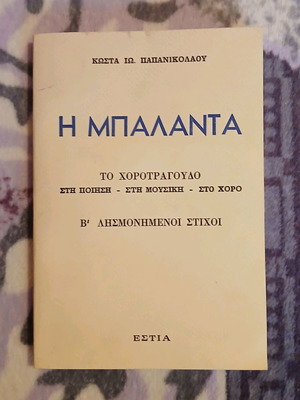 ΚΩΣΤΑ ΙΩ. ΠΑΠΑΝΙΚΟΛΑΟΥ
Η ΜΠΑΛΑΝΤΑ
ΤΟ ΧΟΡΟΤΡΑΓΟΥΔΟ
ΣΤΗ ΠΟΙΗΣΗ - ΣΤΗ ΜΟΥΣΙΚΗ - ΣΤΟ ΧΟΡΟ
Β' ΛΗΣΜΟΝΗΜΕΝΟΙ ΣΤΙΧΟΙ
ΕΣΤΙΑ